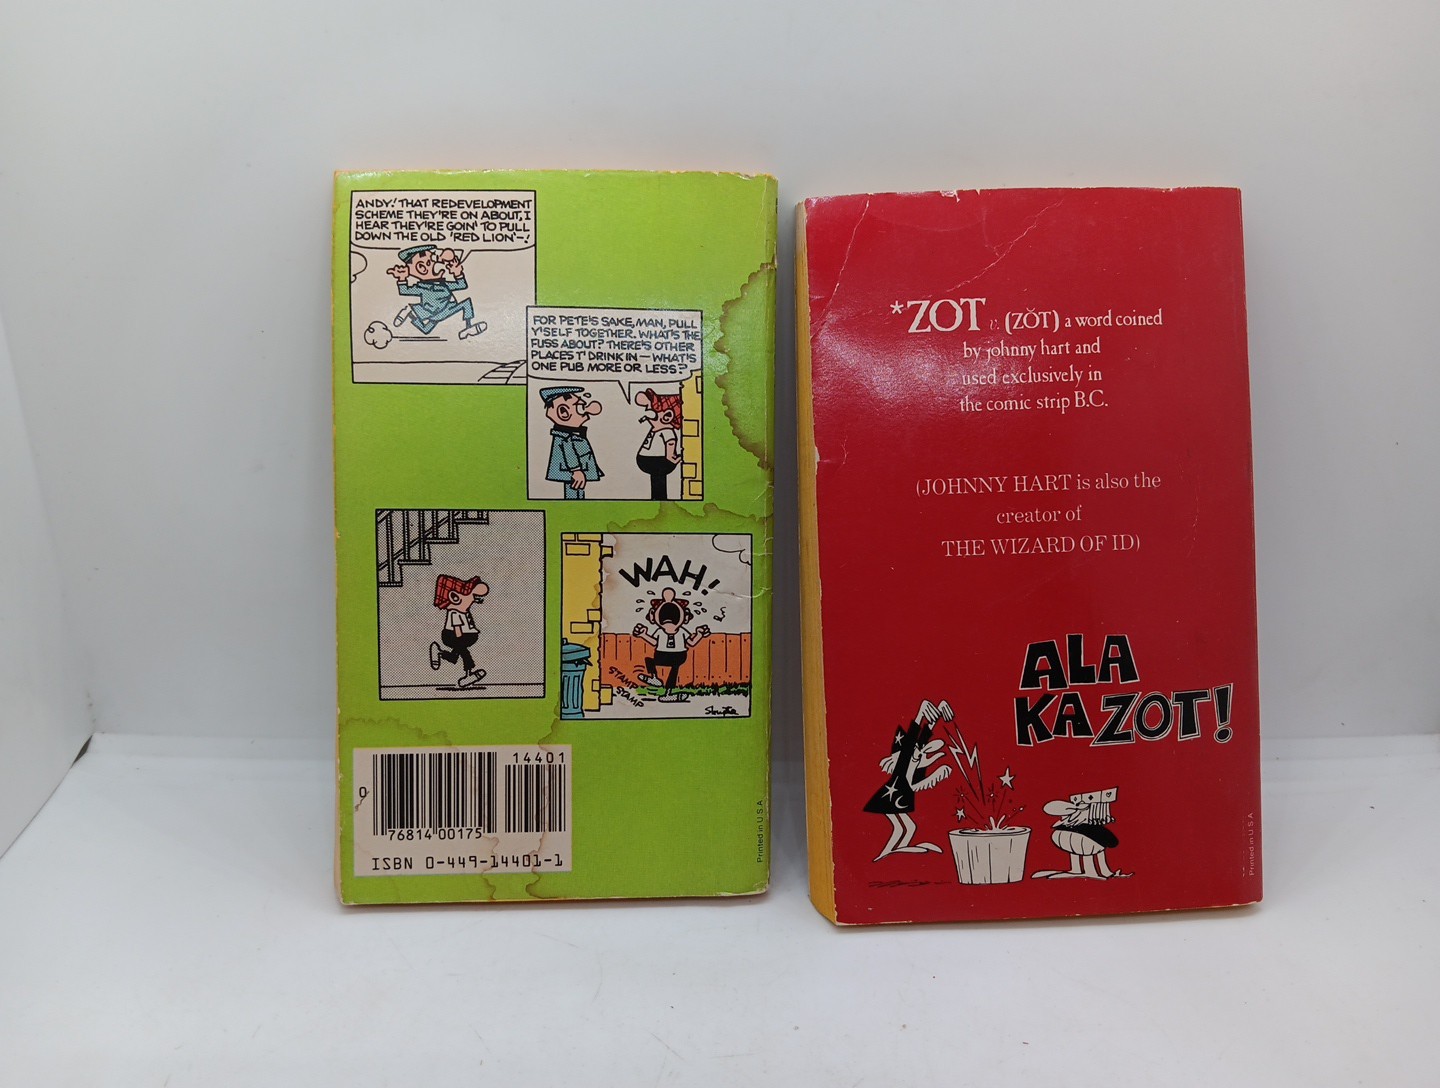 ANDY! THAT REDEVELOPMENT
SCHEME THEY'RE ON ABOUT, I
HEAR THEY'RE GOIN' TO PULL
DOWN THE OLD 'RED LION'—!
FOR PETE'S SAKE, MAN, PULL
Y'SELF TOGETHER. WHAT'S THE
FUSS ABOUT? THERE'S OTHER
PLACES T' DRINK IN — WHAT'S
ONE PUB MORE OR LESS?
WAH!
STAMP
STAMP
Smythe
14401
0
76814 00175
ISBN 0-449-14401-1
Printed in U.S.A.
*ZOT v. (ZŎT) a word coined
by johnny hart and
used exclusively in
the comic strip B.C.
(JOHNNY HART is also the
creator of
THE WIZARD OF ID)
ALA
KA ZOT!
Printed in U.S.A.